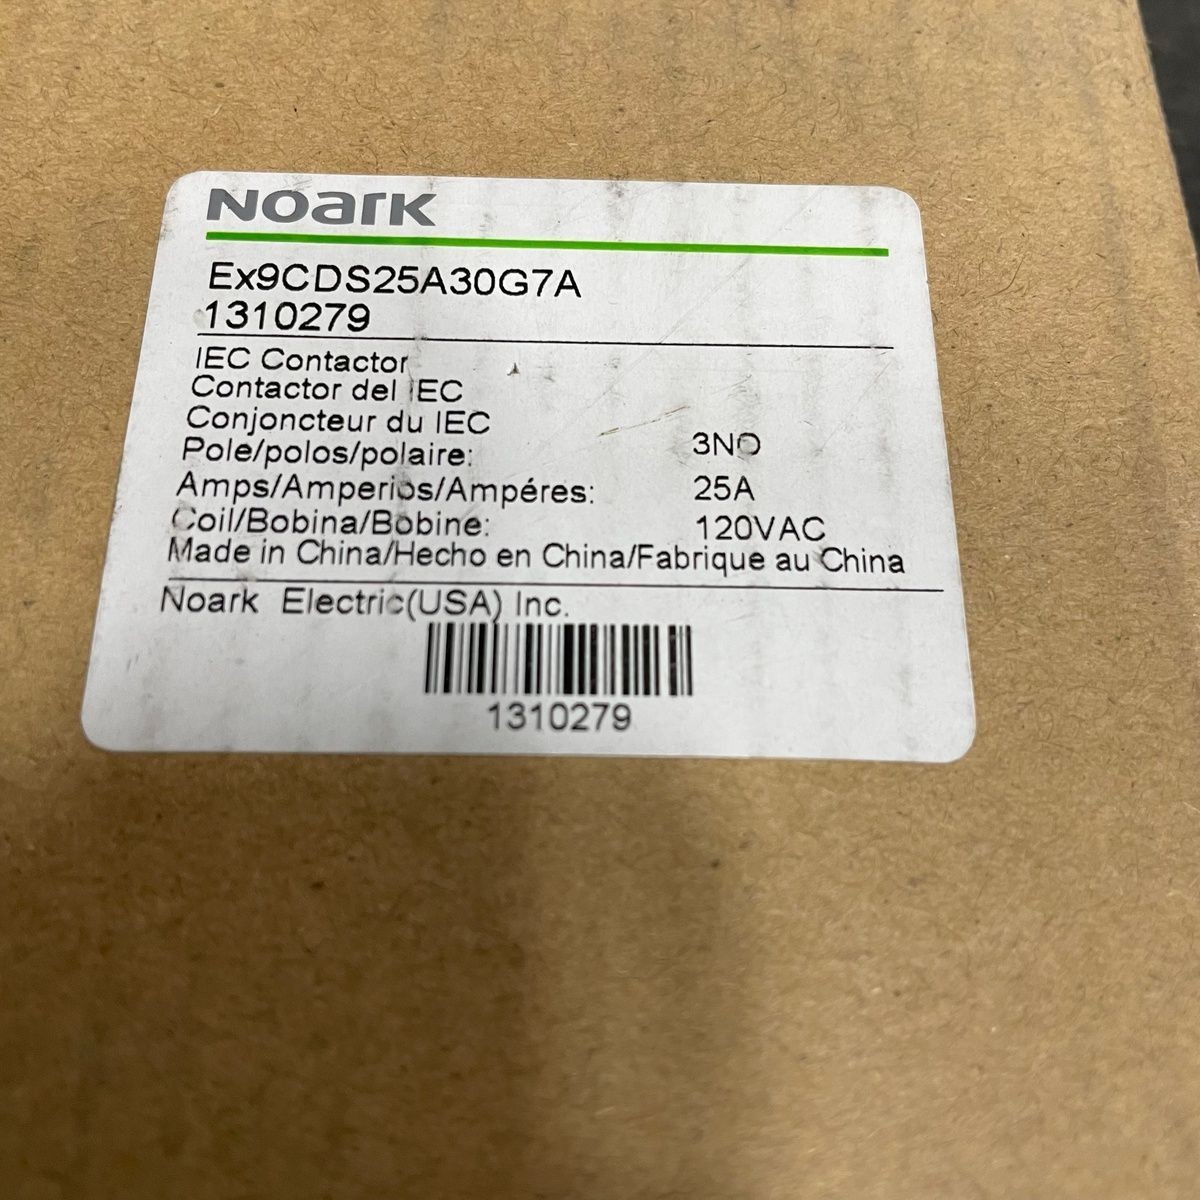 NOarK
Ex9CDS25A30G7A
1310279
IEC Contactor
Contactor del IEC
Conjoncteur du IEC
Pole/polos/polaire: 3NO
Amps/Amperios/Ampéres: 25A
Coil/Bobina/Bobine: 120VAC
Made in China/Hecho en China/Fabrique au China
Noark Electric(USA) Inc.
1310279